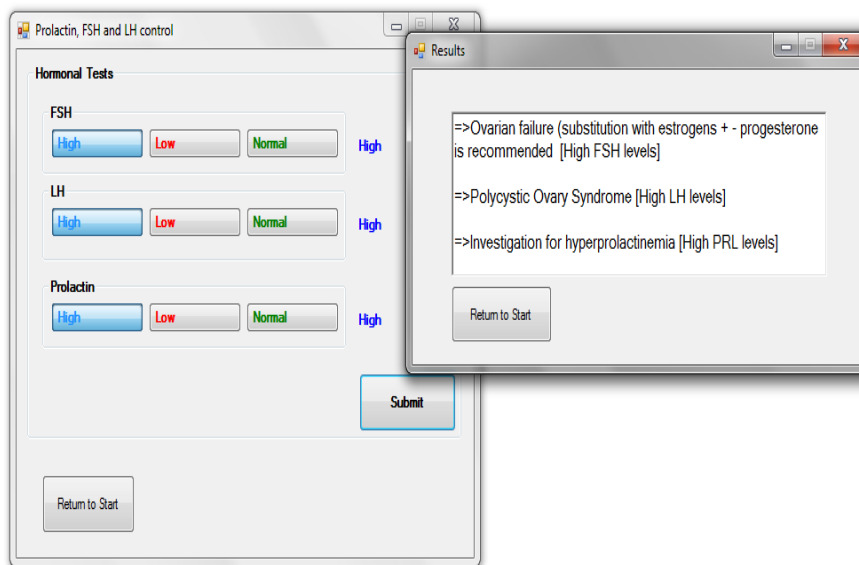 Prolactin, FSH and LH control
Hormonal Tests
FSH
High Low Normal High
LH
High Low Normal High
Prolactin
High Low Normal High
Submit
Return to Start
Results
=>Ovarian failure (substitution with estrogens + - progesterone
is recommended [High FSH levels]
=>Polycystic Ovary Syndrome [High LH levels]
=>Investigation for hyperprolactinemia [High PRL levels]
Return to Start